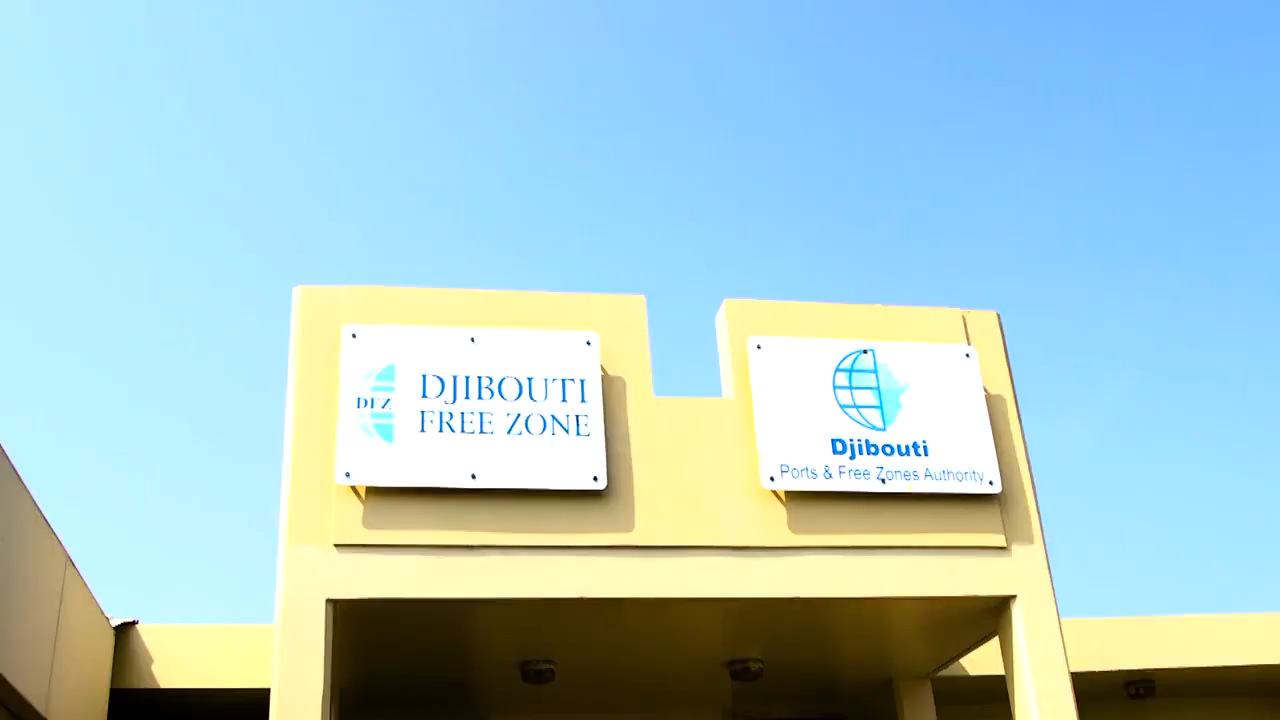 DFZ
DJIBOUTI
FREE ZONE
Djibouti
Ports & Free Zones Authority